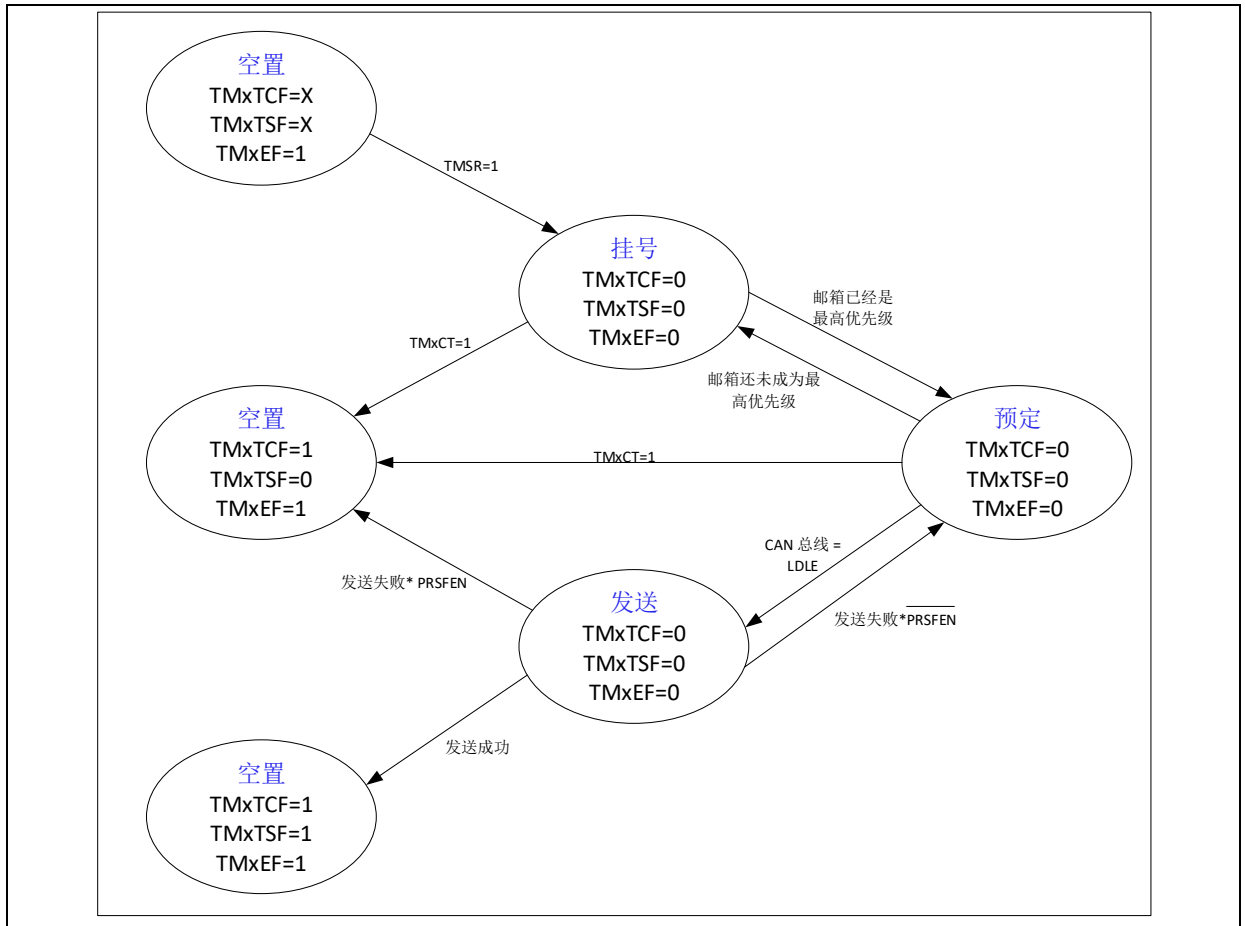 空置
TMxTCF=X
TMxTSF=X
TMxEF=1
TMSR=1
挂号
TMxTCF=0
TMxTSF=0
TMxEF=0
邮箱已经是
最高优先级
TMxCT=1
邮箱还未成为最
高优先级
空置
TMxTCF=1
TMxTSF=0
TMxEF=1
TMxCT=1
预定
TMxTCF=0
TMxTSF=0
TMxEF=0
CAN 总线 =
LDLE
发送失败* PRSFEN
发送
TMxTCF=0
TMxTSF=0
TMxEF=0
发送失败*PRSFEN
发送成功
空置
TMxTCF=1
TMxTSF=1
TMxEF=1